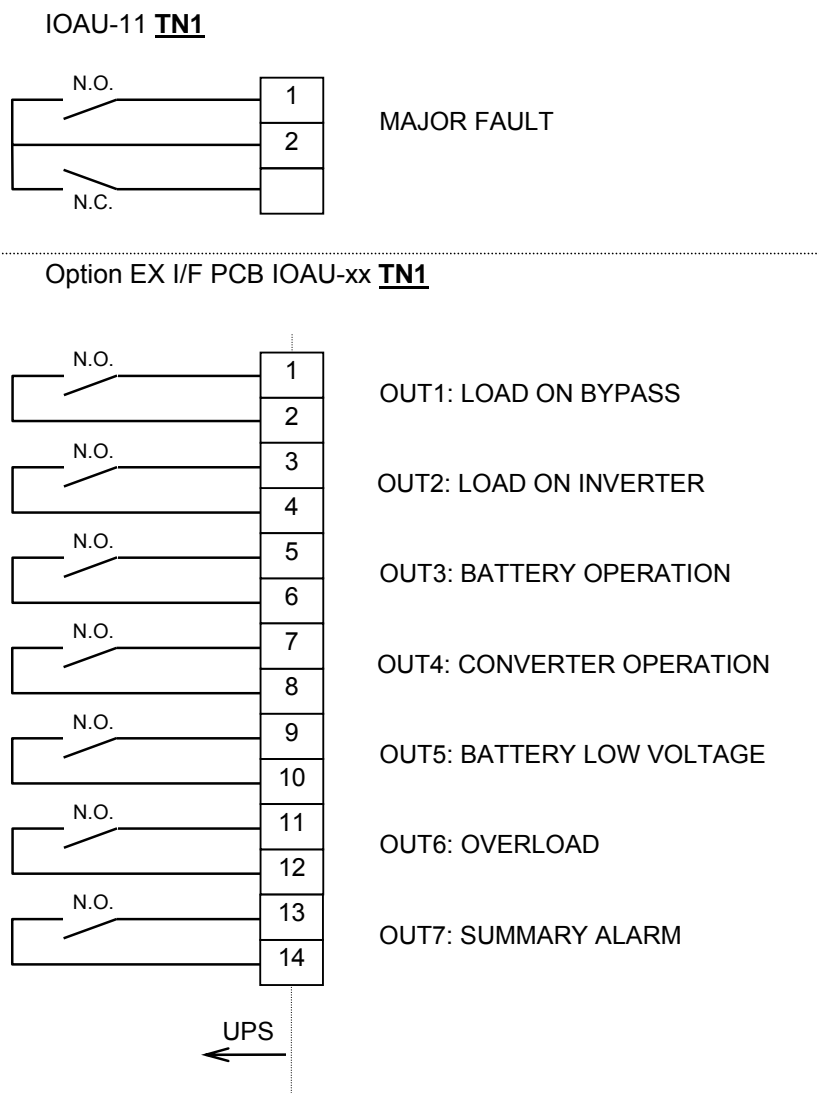 IOAU-11 TN1
N.O.
1
MAJOR FAULT
2
N.C.
Option EX I/F PCB IOAU-xx TN1
N.O.
1
OUT1: LOAD ON BYPASS
2
N.O.
3
OUT2: LOAD ON INVERTER
4
N.O.
5
OUT3: BATTERY OPERATION
6
N.O.
7
OUT4: CONVERTER OPERATION
8
N.O.
9
OUT5: BATTERY LOW VOLTAGE
10
N.O.
11
OUT6: OVERLOAD
12
N.O.
13
OUT7: SUMMARY ALARM
14
UPS